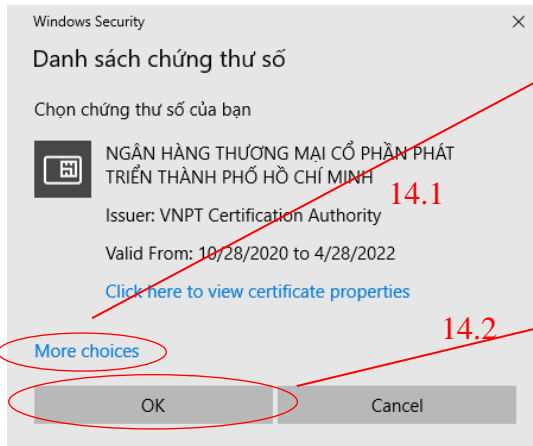 Windows Security
Danh sách chứng thư số
Chọn chứng thư số của bạn
NGÂN HÀNG THƯƠNG MẠI CỔ PHẦN PHÁT
TRIỂN THÀNH PHỐ HỒ CHÍ MINH
14.1
Issuer: VNPT Certification Authority
Valid From: 10/28/2020 to 4/28/2022
Click here to view certificate properties
14.2
More choices
OK Cancel